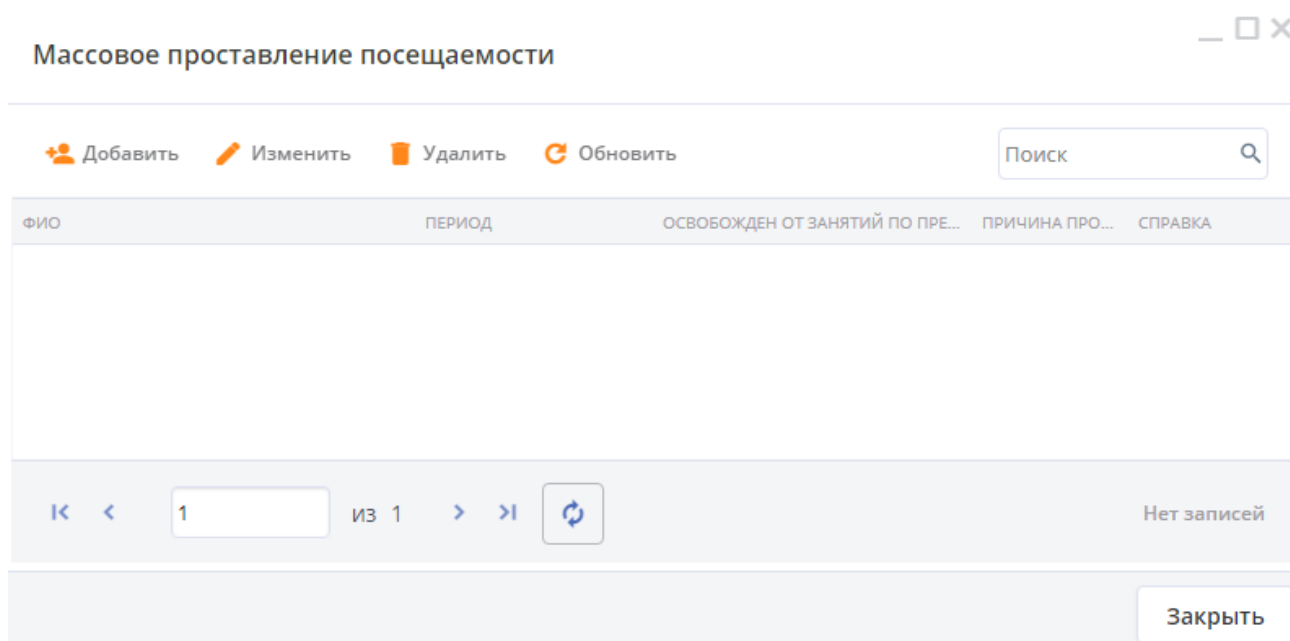 Массовое проставление посещаемости
Добавить Изменить Удалить Обновить Поиск
ФИО ПЕРИОД ОСВОБОЖДЕН ОТ ЗАНЯТИЙ ПО ПРЕ... ПРИЧИНА ПРО... СПРАВКА
1 из 1 Нет записей
Закрыть